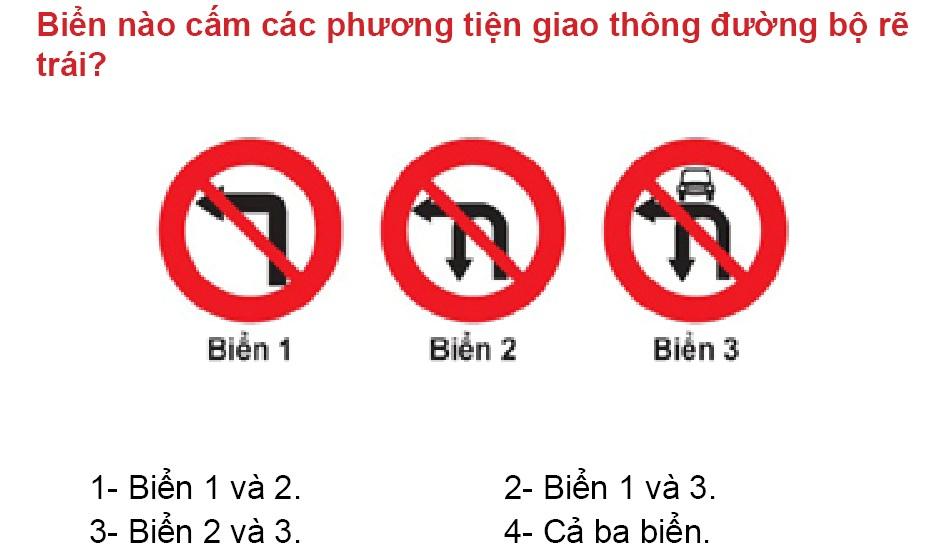 Biển nào cấm các phương tiện giao thông đường bộ rẽ
trái?
Biển 1
Biển 2
Biển 3
1- Biển 1 và 2.
2- Biển 1 và 3.
3- Biển 2 và 3.
4- Cả ba biển.